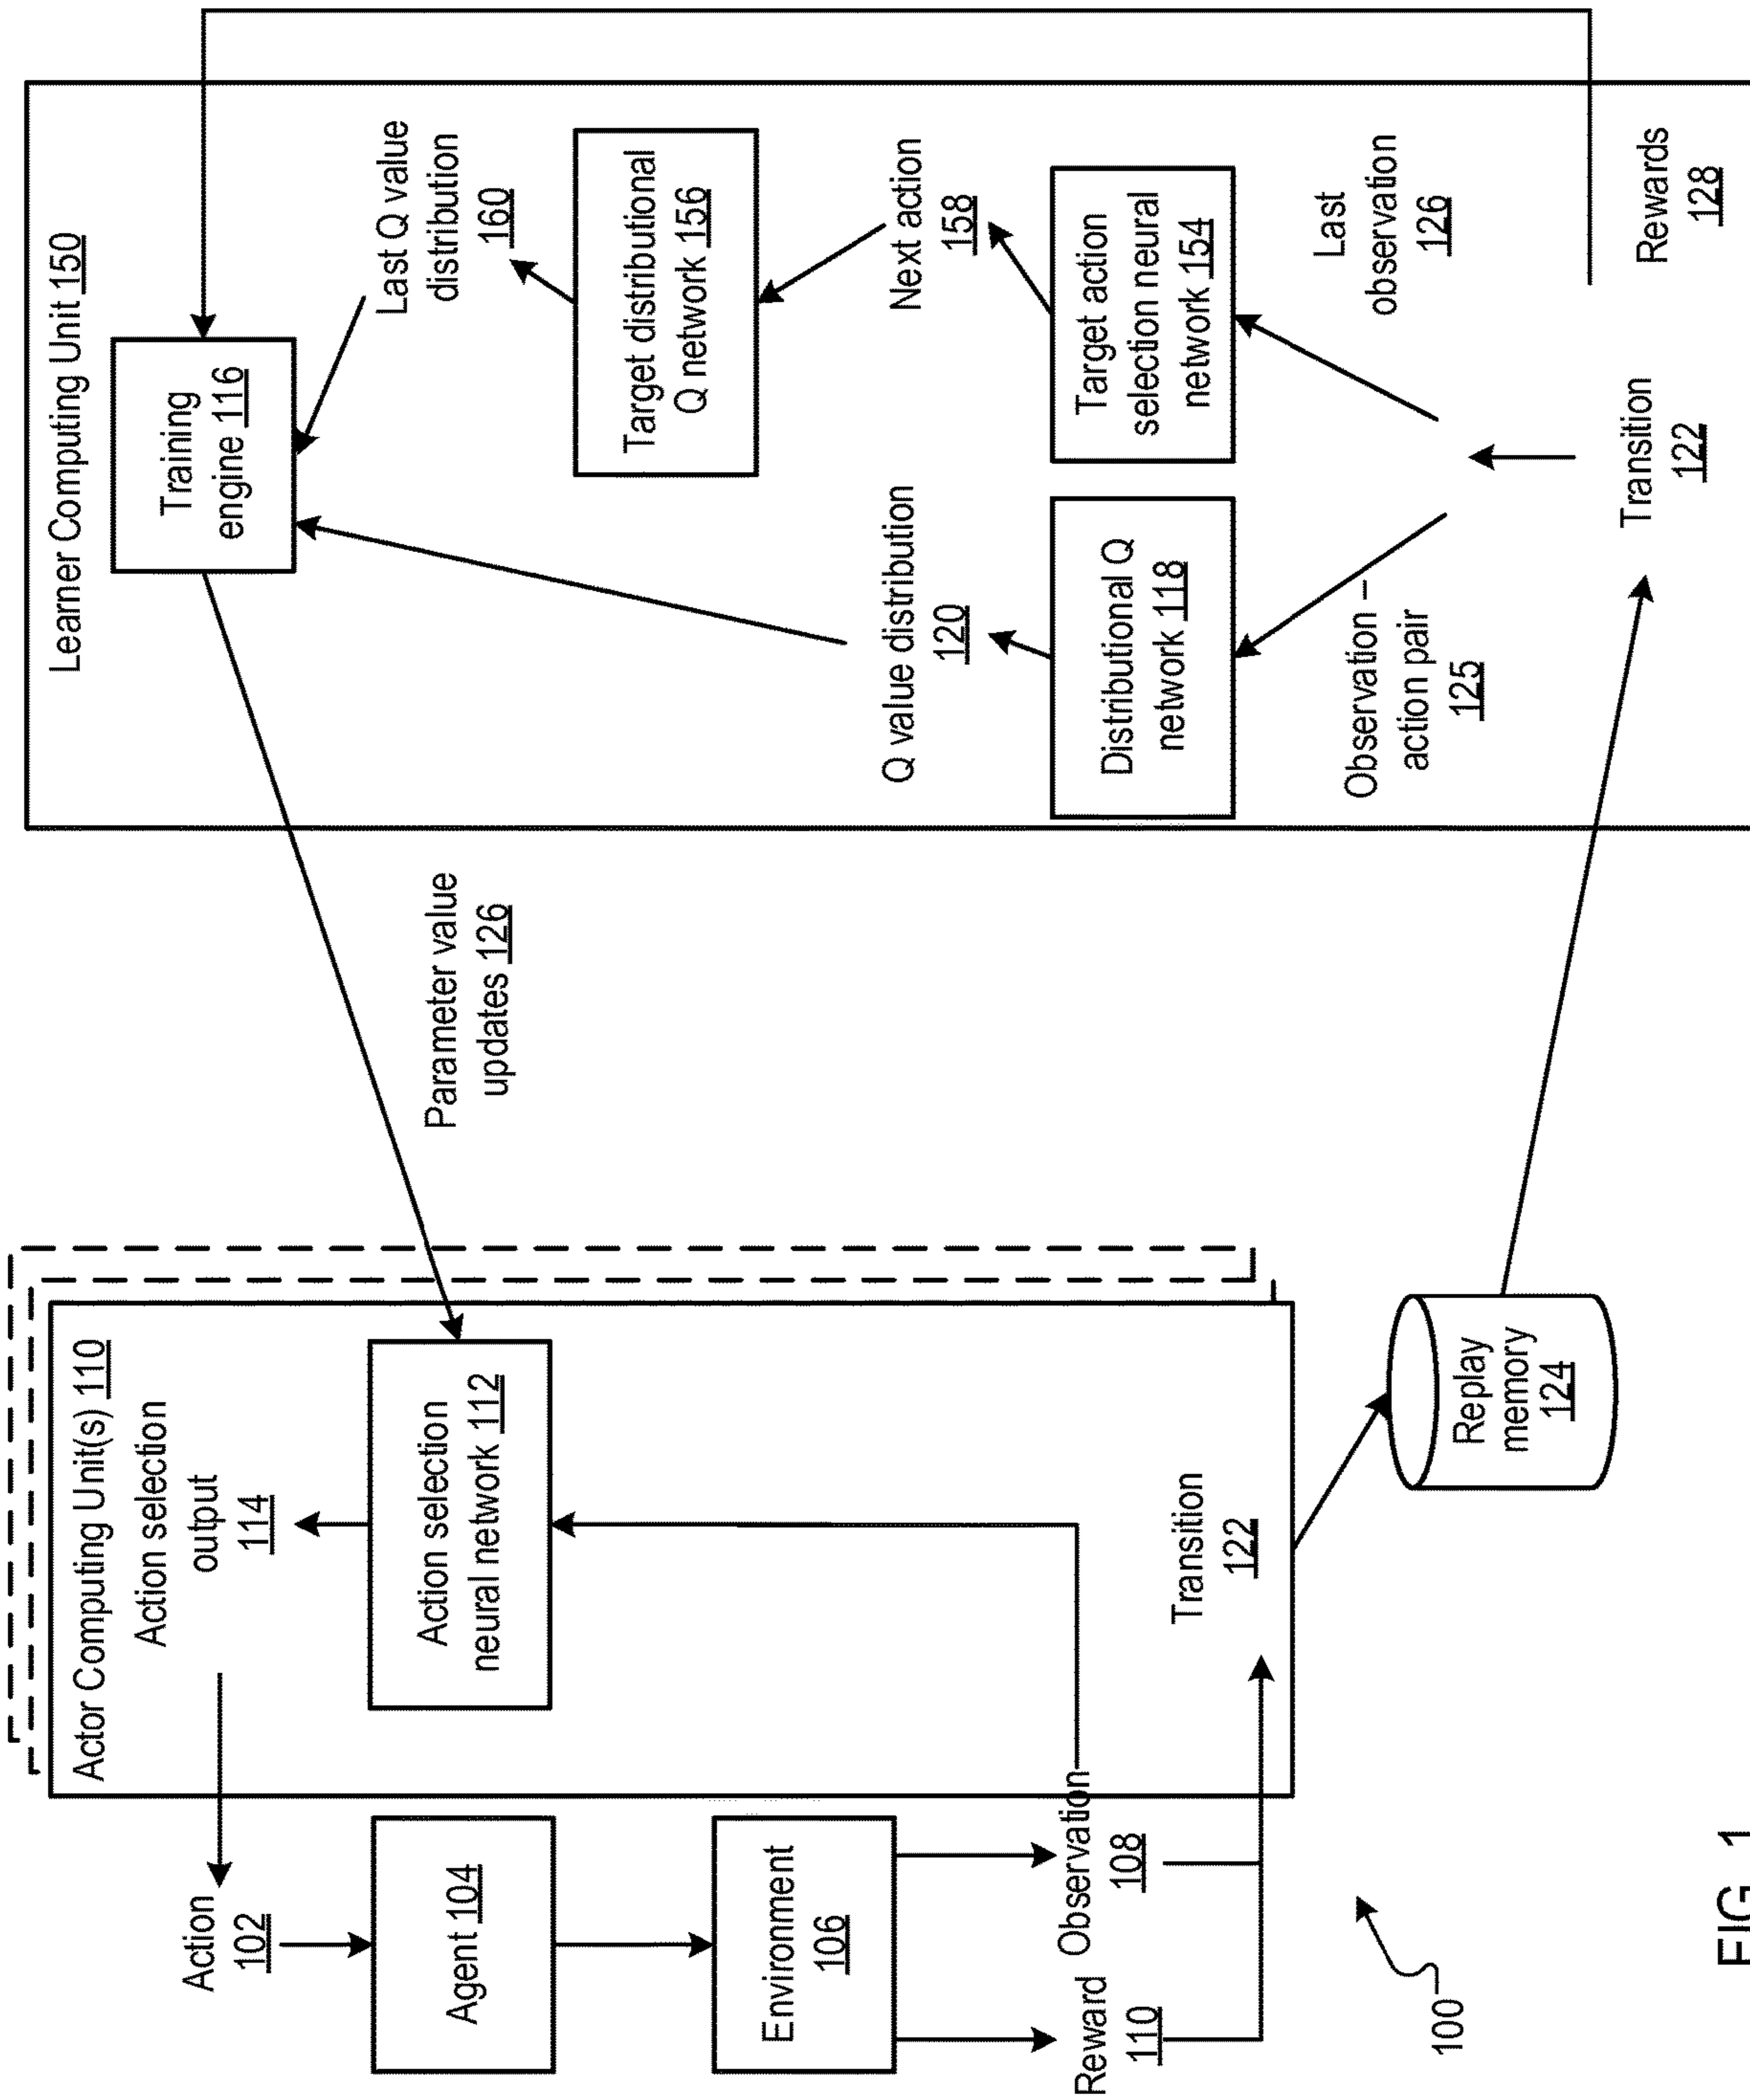 Action
102
Agent 104
Environment
106
Reward
110
Observation
108
100
Actor Computing Unit(s) 110
Action selection
output
114
Action selection
neural network 112
Transition
122
Replay
memory
124
Parameter value
updates 126
Learner Computing Unit 150
Training
engine 116
Last Q value
distribution
160
Target distributional
Q network 156
Q value distribution
120
Next action
158
Distributional Q
network 118
Target action
selection neural
network 154
Observation –
action pair
125
Last
observation
126
Transition
122
Rewards
128
FIG. 1